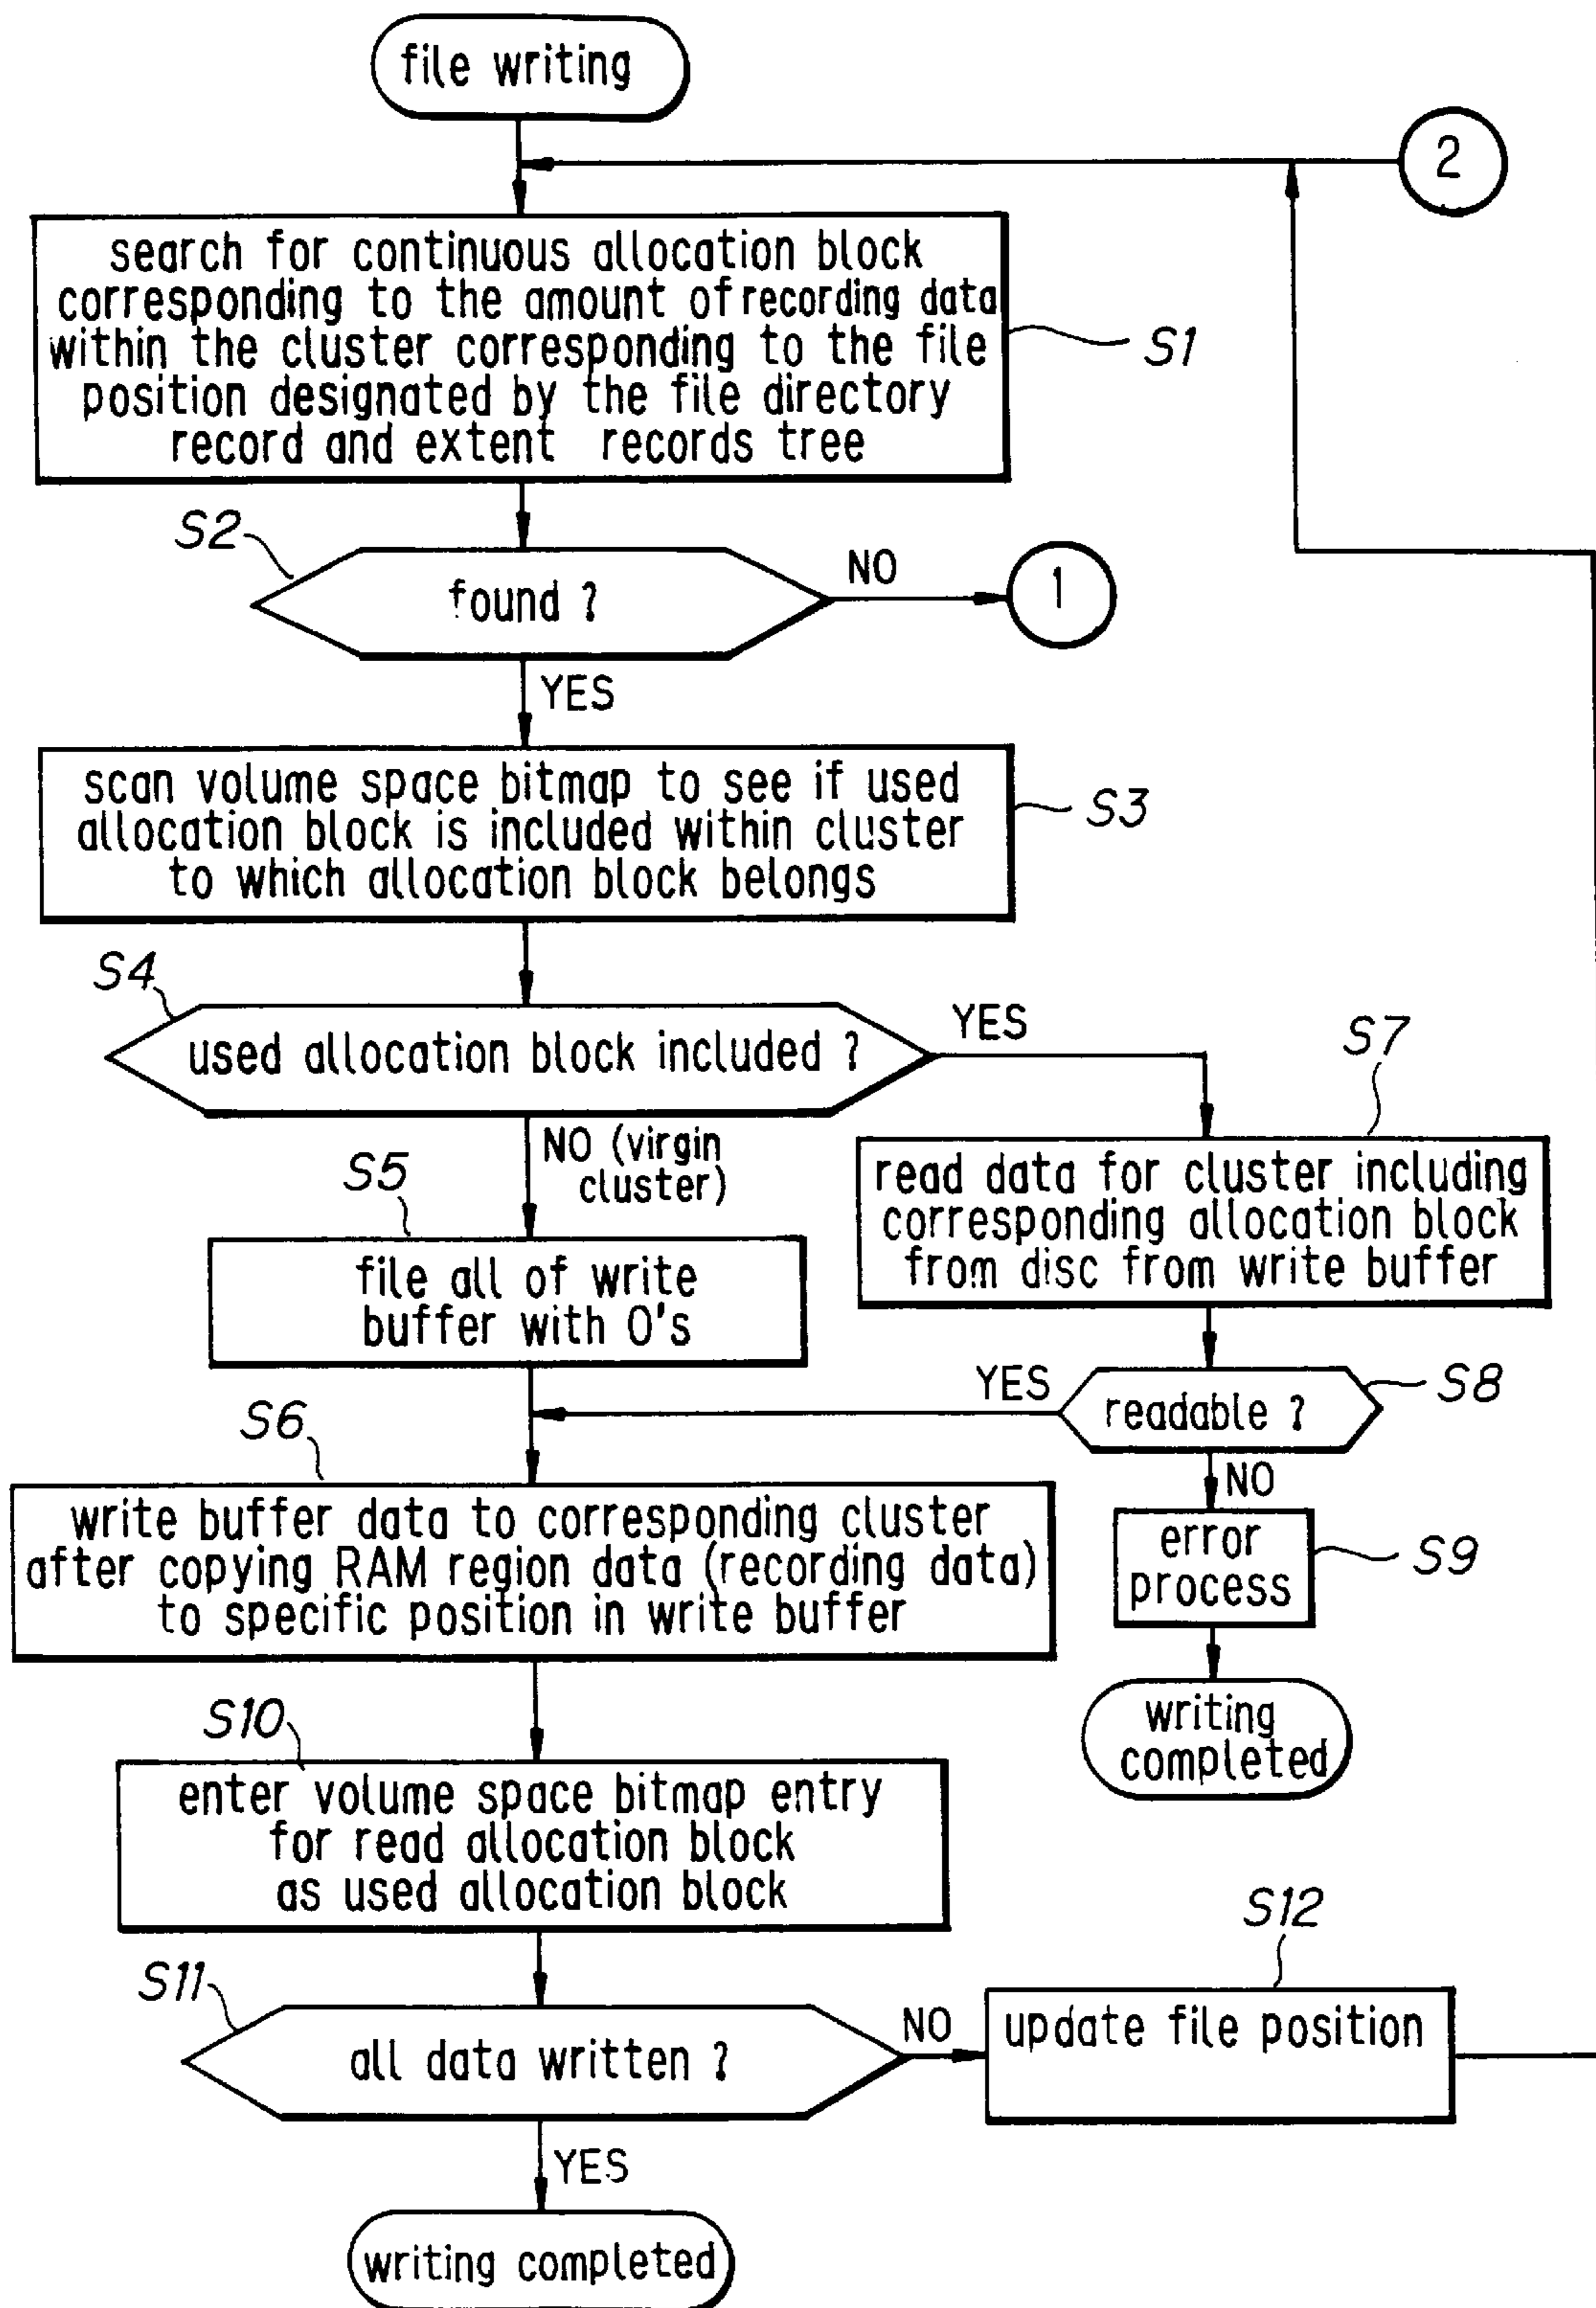 file writing
2
search for continuous allocation block
corresponding to the amount of recording data
within the cluster corresponding to the file
position designated by the file directory
record and extent records tree
S1
S2
found ?
NO
1
YES
scan volume space bitmap to see if used
allocation block is included within cluster
to which allocation block belongs
S3
S4
used allocation block included ?
YES
NO (virgin
cluster)
S7
read data for cluster including
corresponding allocation block
from disc from write buffer
S5
file all of write
buffer with 0's
YES
readable ?
S8
NO
error
process
S9
writing
completed
S6
write buffer data to corresponding cluster
after copying RAM region data (recording data)
to specific position in write buffer
S10
enter volume space bitmap entry
for read allocation block
as used allocation block
S11
all data written ?
NO
S12
update file position
YES
writing completed